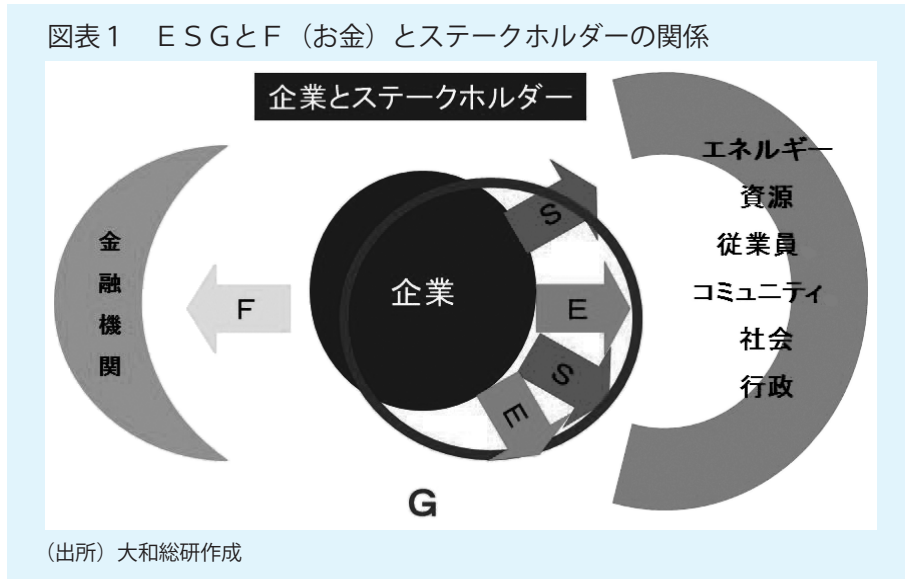 図表1 ESGとF(お金)とステークホルダーの関係
企業とステークホルダー
金融機関
F
企業
S
E
S
E
G
エネルギー
資源
従業員
コミュニティ
社会
行政
(出所)大和総研作成